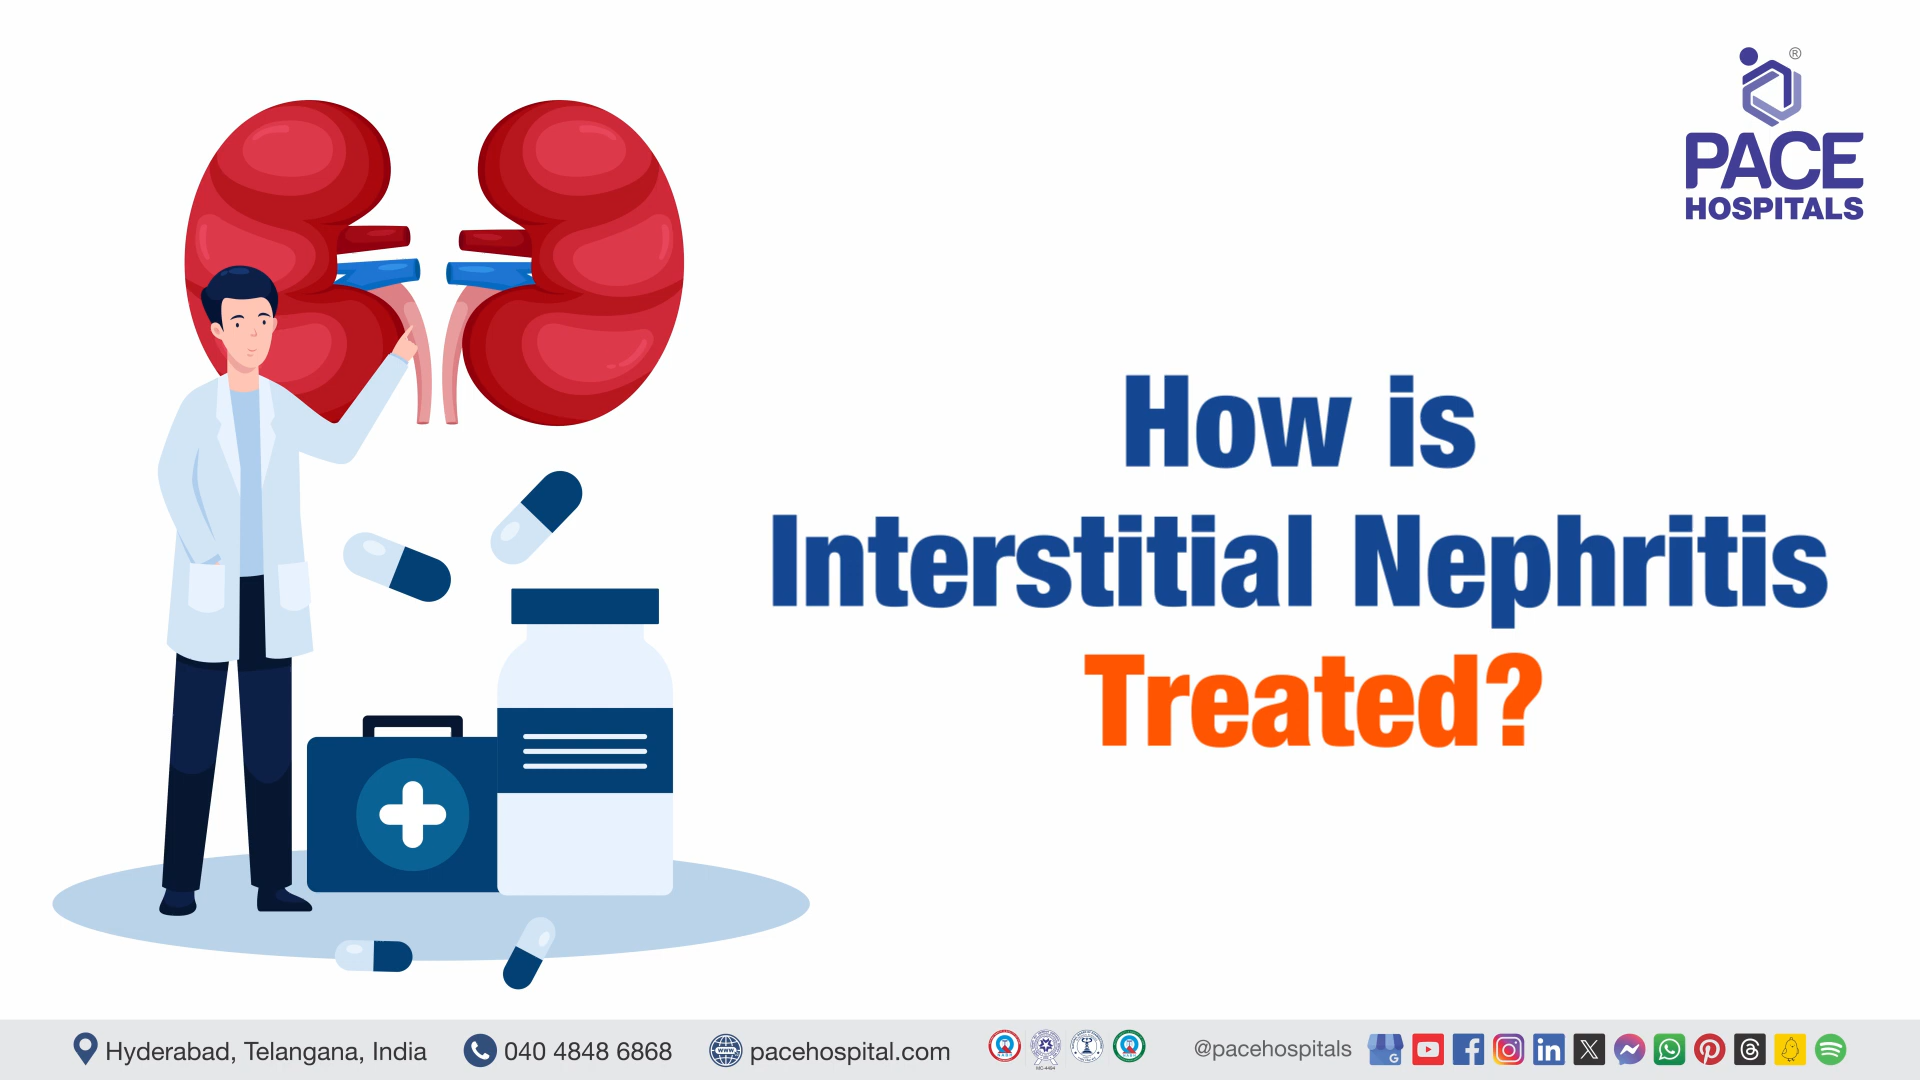 ®
PACE
HOSPITALS
How is
Interstitial Nephritis
Treated?
Hyderabad, Telangana, India
040 4848 6868
pacehospital.com
@pacehospitals